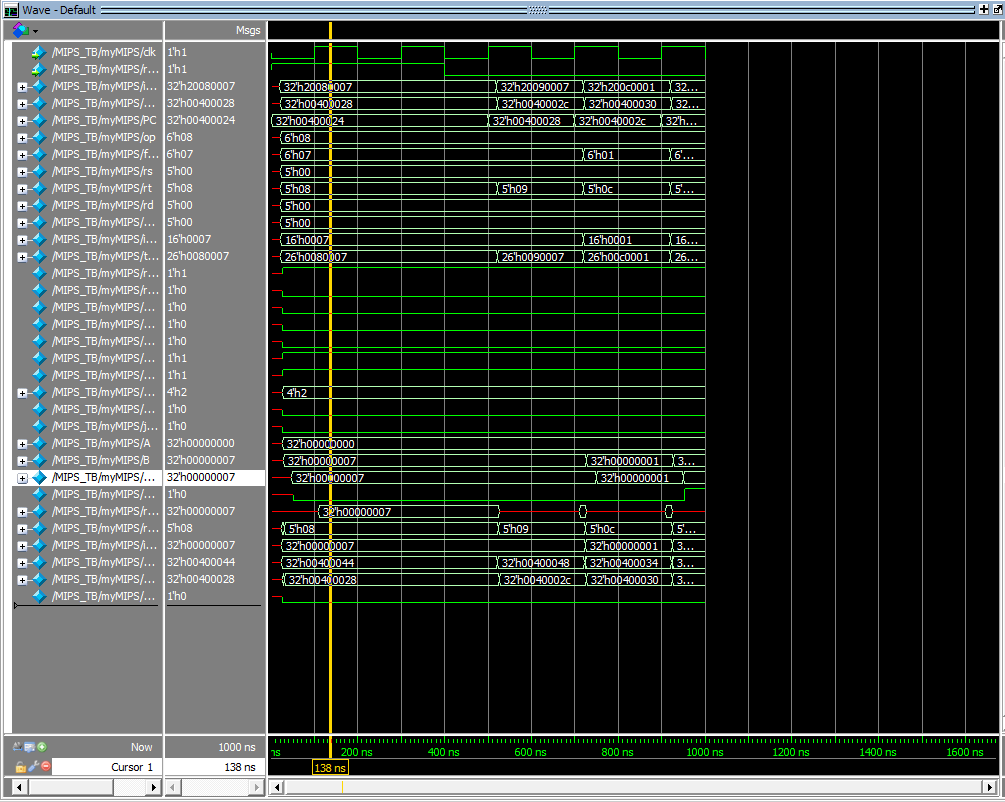 Wave - Default
Msgs
/MIPS_TB/myMIPS/clk 1'h1
/MIPS_TB/myMIPS/r... 1'h1
/MIPS_TB/myMIPS/i... 32'h20080007 32'h20080007 32'h20090007 32'h200c0001 32...
/MIPS_TB/myMIPS/... 32'h00400028 32'h00400028 32'h0040002c 32'h00400030 32...
/MIPS_TB/myMIPS/PC 32'h00400024 32'h00400024 32'h00400028 32'h0040002c 32'h...
/MIPS_TB/myMIPS/op 6'h08 6'h08
/MIPS_TB/myMIPS/f... 6'h07 6'h07 6'h01 6'...
/MIPS_TB/myMIPS/rs 5'h00 5'h00
/MIPS_TB/myMIPS/rt 5'h08 5'h08 5'h09 5'h0c 5'...
/MIPS_TB/myMIPS/rd 5'h00 5'h00
/MIPS_TB/myMIPS/... 5'h00 5'h00
/MIPS_TB/myMIPS/i... 16'h0007 16'h0007 16'h0001 16...
/MIPS_TB/myMIPS/t... 26'h0080007 26'h0080007 26'h0090007 26'h00c0001 26...
/MIPS_TB/myMIPS/r... 1'h1
/MIPS_TB/myMIPS/r... 1'h0
/MIPS_TB/myMIPS/... 1'h0
/MIPS_TB/myMIPS/... 1'h0
/MIPS_TB/myMIPS/... 1'h0
/MIPS_TB/myMIPS/... 1'h1
/MIPS_TB/myMIPS/... 1'h1
/MIPS_TB/myMIPS/... 4'h2 4'h2
/MIPS_TB/myMIPS/... 1'h0
/MIPS_TB/myMIPS/j... 1'h0
/MIPS_TB/myMIPS/A 32'h00000000 32'h00000000
/MIPS_TB/myMIPS/B 32'h00000007 32'h00000007 32'h00000001 3...
/MIPS_TB/myMIPS/... 32'h00000007 32'h00000007 32'h00000001
/MIPS_TB/myMIPS/... 1'h0
/MIPS_TB/myMIPS/r... 32'h00000007 32'h00000007
/MIPS_TB/myMIPS/r... 5'h08 5'h08 5'h09 5'h0c 5'...
/MIPS_TB/myMIPS/i... 32'h00000007 32'h00000007 32'h00000001 3...
/MIPS_TB/myMIPS/... 32'h00400044 32'h00400044 32'h00400048 32'h00400034 3...
/MIPS_TB/myMIPS/... 32'h00400028 32'h00400028 32'h0040002c 32'h00400030 3...
/MIPS_TB/myMIPS/... 1'h0
Now 1000 ns ns 200 ns 400 ns 600 ns 800 ns 1000 ns 1200 ns 1400 ns 1600 ns
Cursor 1 138 ns 138 ns